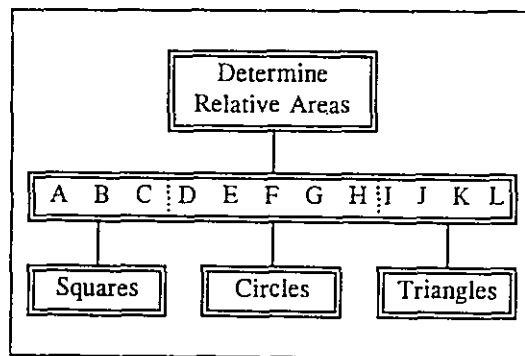 Determine
Relative Areas
A B C D E F G H I J K L
Squares Circles Triangles